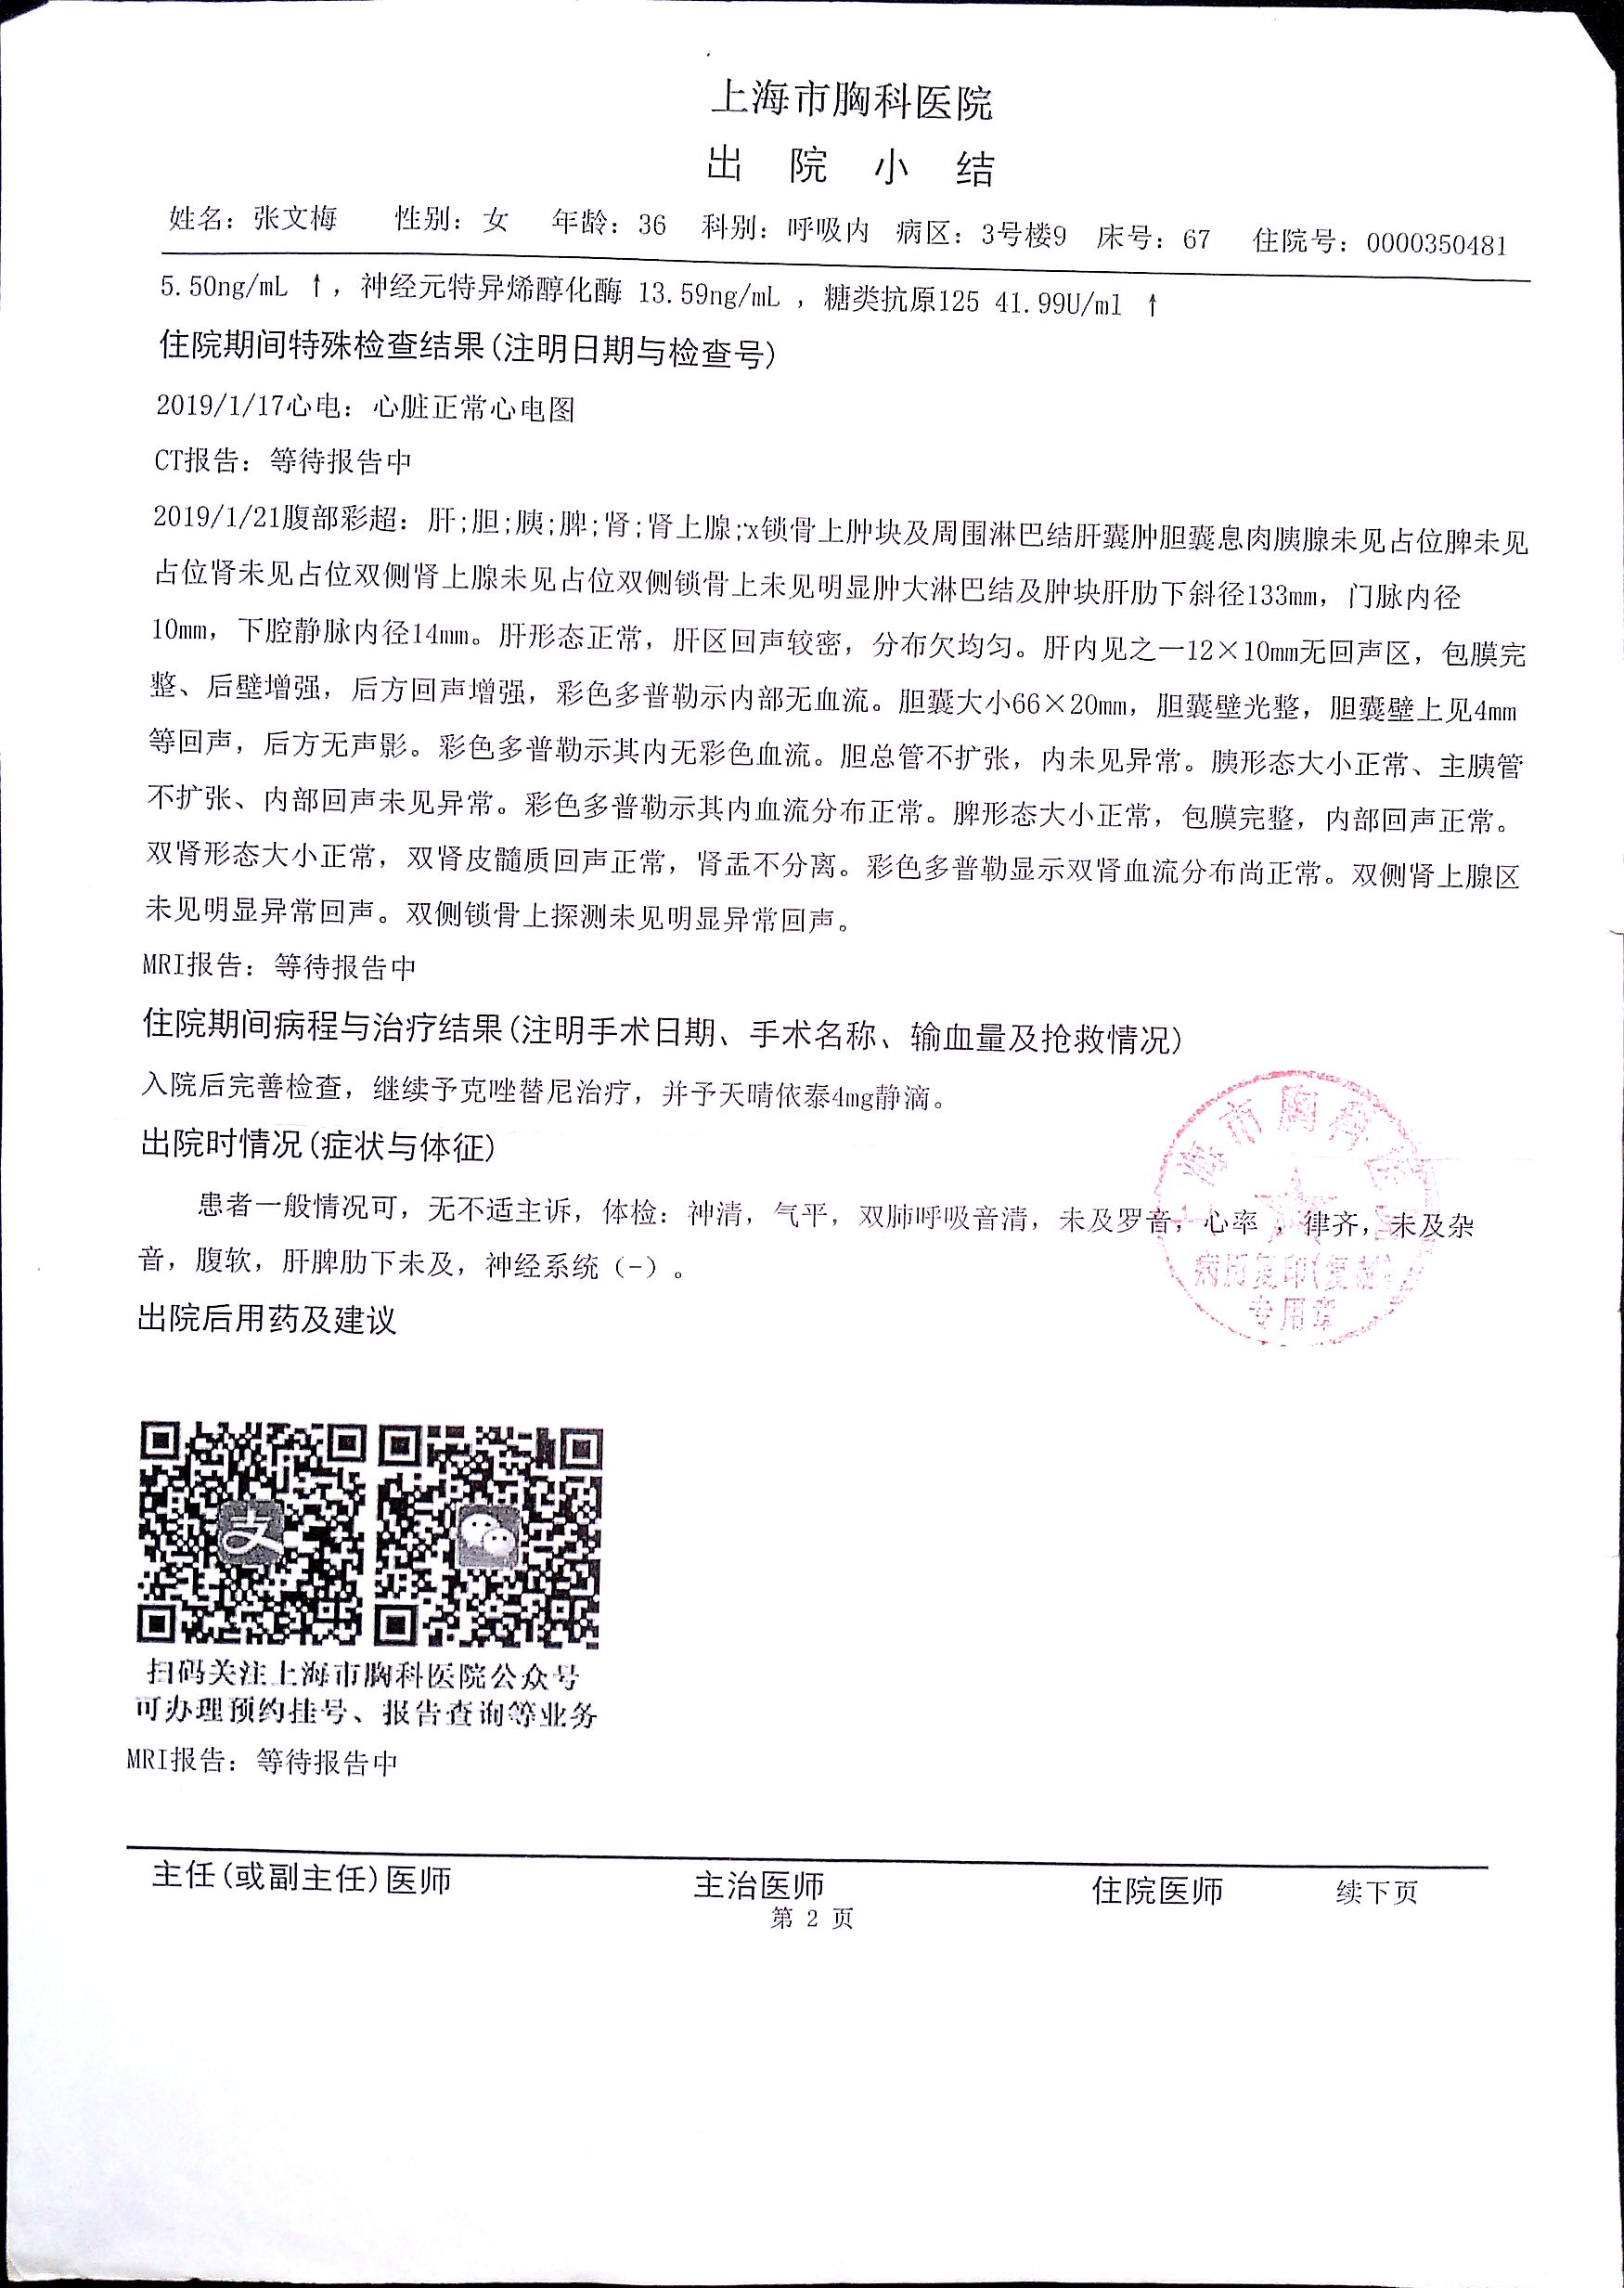 上海市胸科医院
出 院 小 结
姓名：张文梅 性别：女 年龄：36 科别：呼吸内 病区：3号楼9 床号：67 住院号：0000350481
5.50ng/mL ↑，神经元特异烯醇化酶 13.59ng/mL ，糖类抗原125 41.99U/ml ↑
住院期间特殊检查结果(注明日期与检查号)
2019/1/17心电：心脏正常心电图
CT报告：等待报告中
2019/1/21腹部彩超：肝;胆;胰;脾;肾;肾上腺;x锁骨上肿块及周围淋巴结肝囊肿胆囊息肉胰腺未见占位脾未见
占位肾未见占位双侧肾上腺未见占位双侧锁骨上未见明显肿大淋巴结及肿块肝肋下斜径133mm，门脉内径
10mm，下腔静脉内径14mm。肝形态正常，肝区回声较密，分布欠均匀。肝内见之一12×10mm无回声区，包膜完
整、后壁增强，后方回声增强，彩色多普勒示内部无血流。胆囊大小66×20mm，胆囊壁光整，胆囊壁上见4mm
等回声，后方无声影。彩色多普勒示其内无彩色血流。胆总管不扩张，内未见异常。胰形态大小正常、主胰管
不扩张、内部回声未见异常。彩色多普勒示其内血流分布正常。脾形态大小正常，包膜完整，内部回声正常。
双肾形态大小正常，双肾皮髓质回声正常，肾盂不分离。彩色多普勒显示双肾血流分布尚正常。双侧肾上腺区
未见明显异常回声。双侧锁骨上探测未见明显异常回声。
MRI报告：等待报告中
住院期间病程与治疗结果(注明手术日期、手术名称、输血量及抢救情况)
入院后完善检查，继续予克唑替尼治疗，并予天晴依泰4mg静滴。
出院时情况(症状与体征)
患者一般情况可，无不适主诉，体检：神清，气平，双肺呼吸音清，未及罗音，心率 ，律齐，未及杂
音，腹软，肝脾肋下未及，神经系统（-）。
上海市胸科医院
病历复印(复制)
专用章
出院后用药及建议
支
扫码关注上海市胸科医院公众号
可办理预约挂号、报告查询等业务
MRI报告：等待报告中
主任(或副主任)医师 主治医师 住院医师 续下页
第 2 页